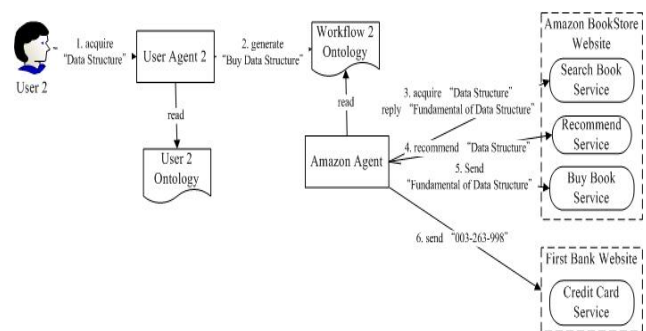 User 2
1. acquire
“Data Structure”
User Agent 2
2. generate
“Buy Data Structure”
Workflow 2
Ontology
read
User 2
Ontology
read
Amazon Agent
3. acquire “Data Structure”
reply “Fundamental of Data Structure”
4. recommend “Data Structure”
5. Send
“Fundamental of Data Structure”
6. send “003-263-998”
Amazon BookStore
Website
Search Book
Service
Recommend
Service
Buy Book
Service
First Bank Website
Credit Card
Service